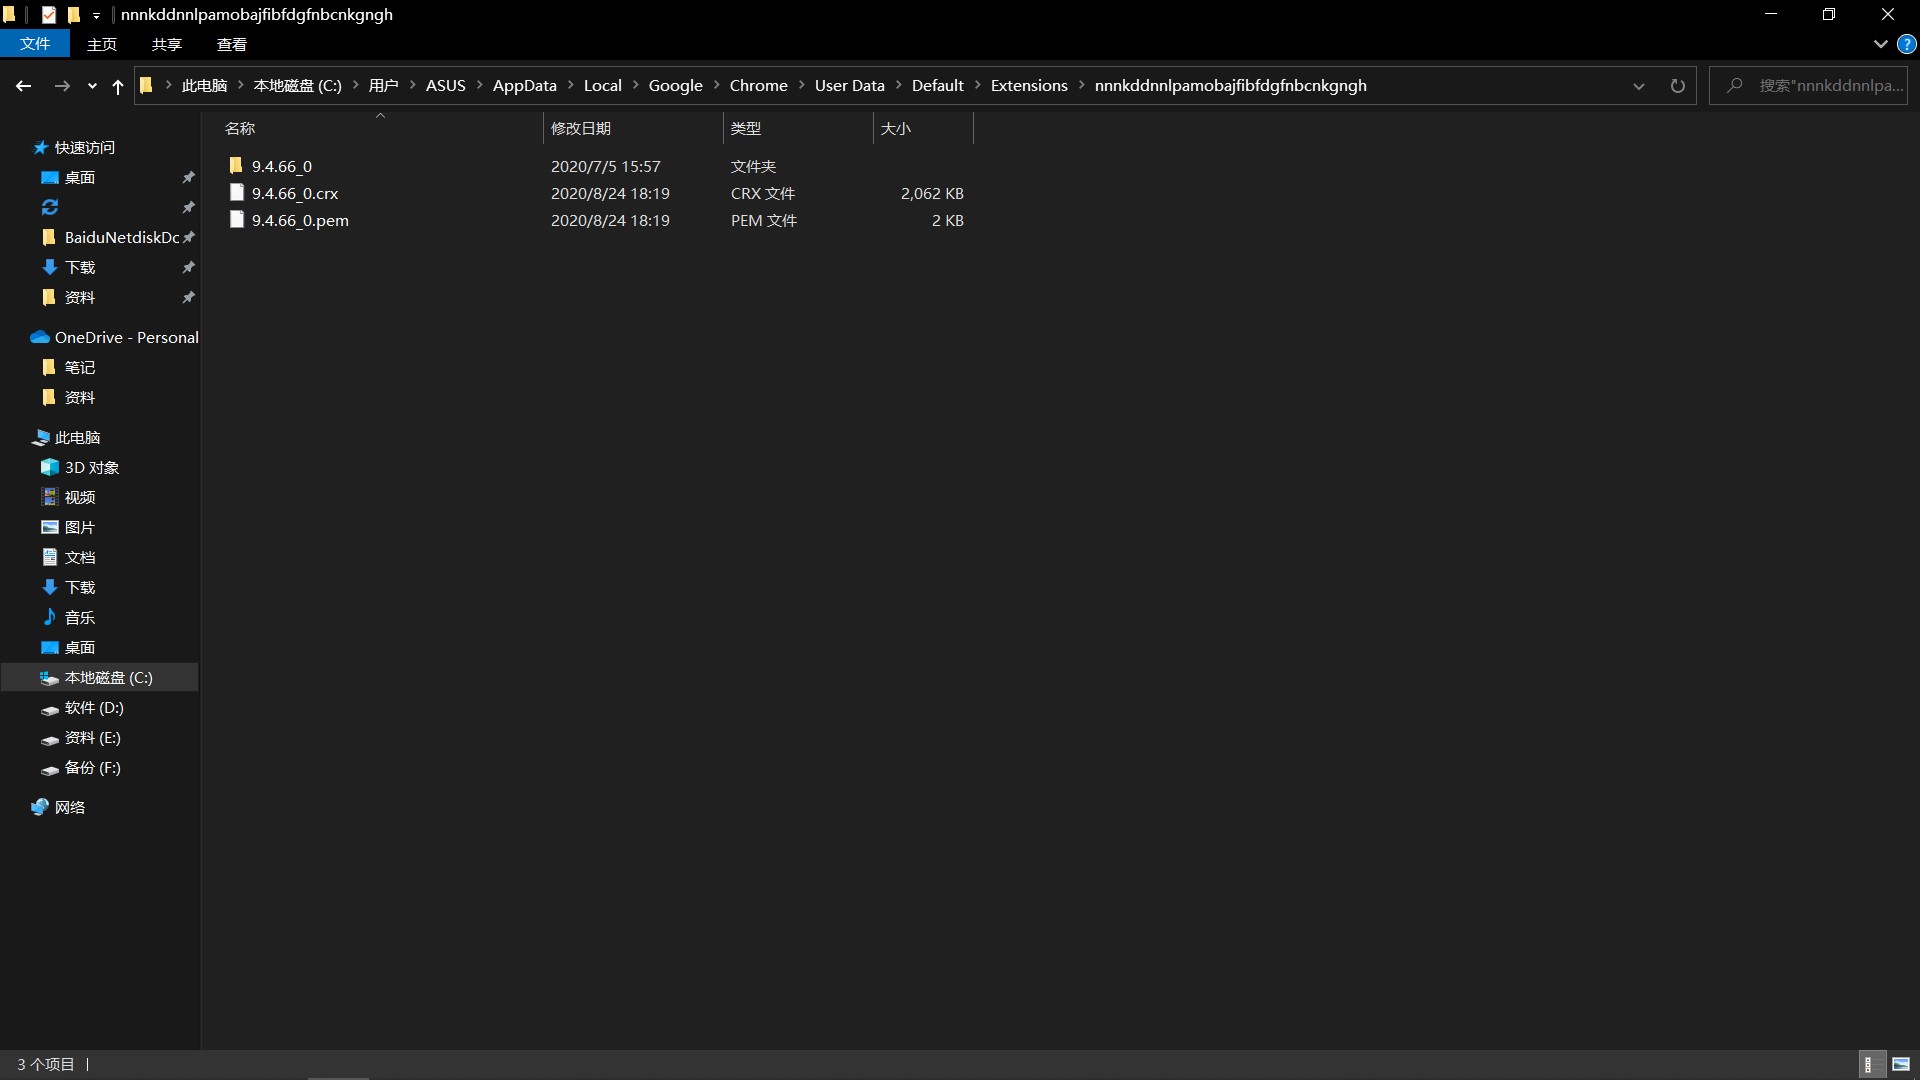 nnnkddnnlpamobajfibfdgfnbcnkgngh
文件 主页 共享 查看
此电脑 本地磁盘 (C:) 用户 ASUS AppData Local Google Chrome User Data Default Extensions nnnkddnnlpamobajfibfdgfnbcnkgngh
搜索"nnnkddnnlpa...
名称 修改日期 类型 大小
9.4.66_0 2020/7/5 15:57 文件夹
9.4.66_0.crx 2020/8/24 18:19 CRX 文件 2,062 KB
9.4.66_0.pem 2020/8/24 18:19 PEM 文件 2 KB
快速访问
桌面
BaiduNetdiskDc
下载
资料
OneDrive - Personal
笔记
资料
此电脑
3D 对象
视频
图片
文档
下载
音乐
桌面
本地磁盘 (C:)
软件 (D:)
资料 (E:)
备份 (F:)
网络
3 个项目